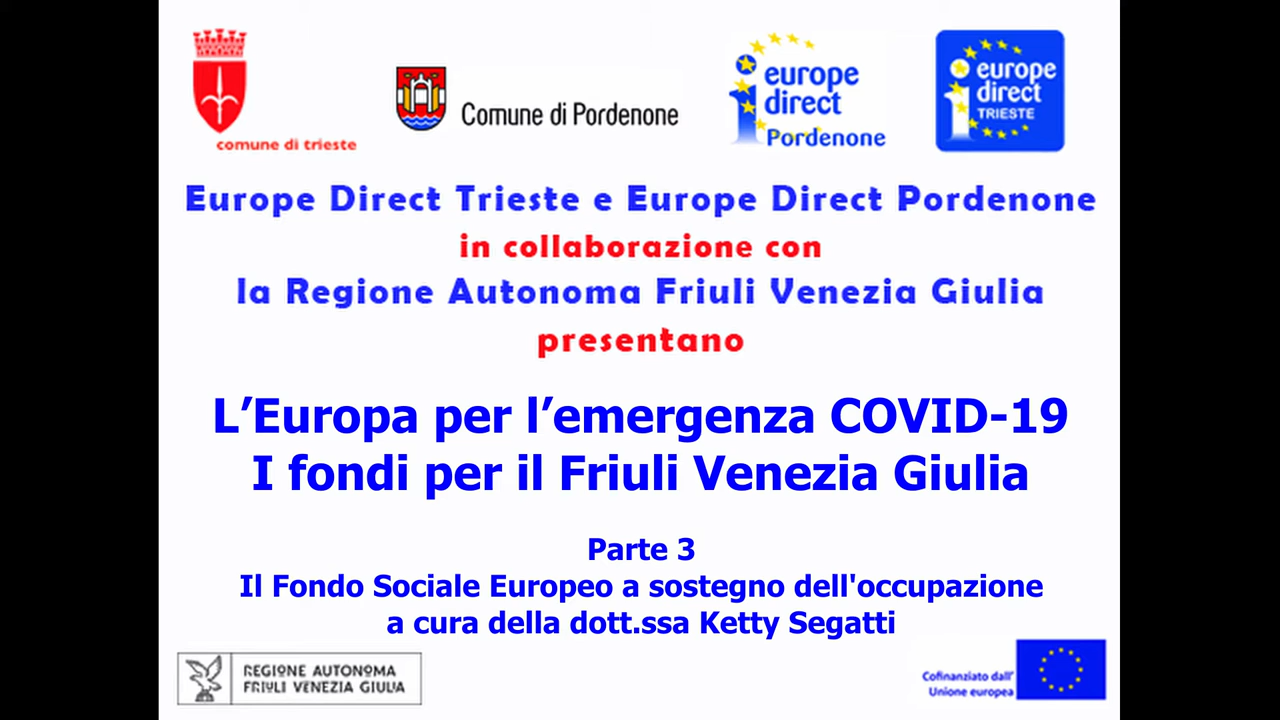 comune di trieste
Comune di Pordenone
europe
direct
Pordenone
europe
direct
TRIESTE
Europe Direct Trieste e Europe Direct Pordenone
in collaborazione con
la Regione Autonoma Friuli Venezia Giulia
presentano
L’Europa per l’emergenza COVID-19
I fondi per il Friuli Venezia Giulia
Parte 3
Il Fondo Sociale Europeo a sostegno dell'occupazione
a cura della dott.ssa Ketty Segatti
REGIONE AUTONOMA
FRIULI VENEZIA GIULIA
Cofinanziato dall'
Unione europea